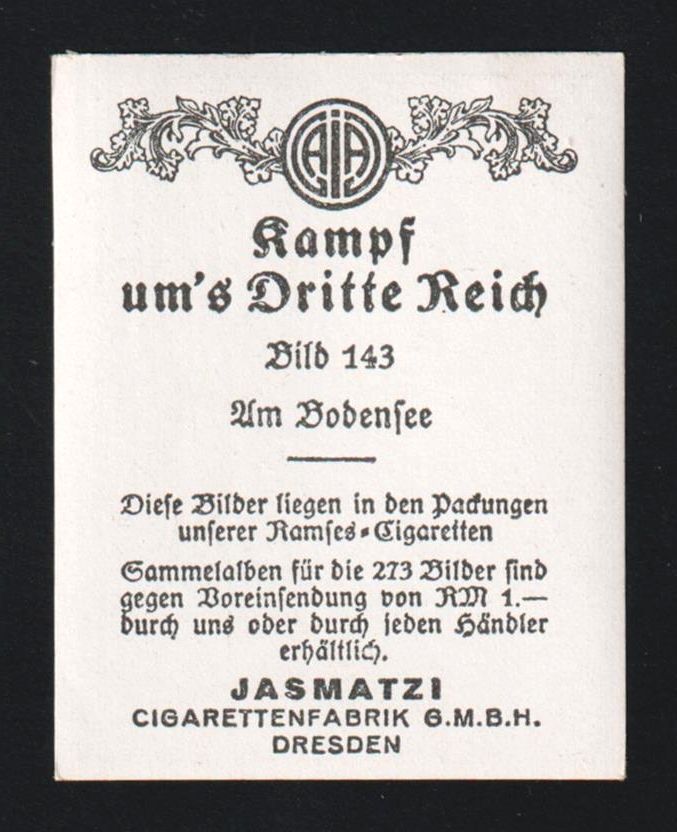 AIA
Kampf
um's Dritte Reich
Bild 143
Am Bodensee
Diese Bilder liegen in den Packungen
unserer Ramses-Cigaretten
Sammelalben für die 273 Bilder sind
gegen Voreinsendung von RM 1.—
durch uns oder durch jeden Händler
erhältlich.
JASMATZI
CIGARETTENFABRIK G.M.B.H.
DRESDEN